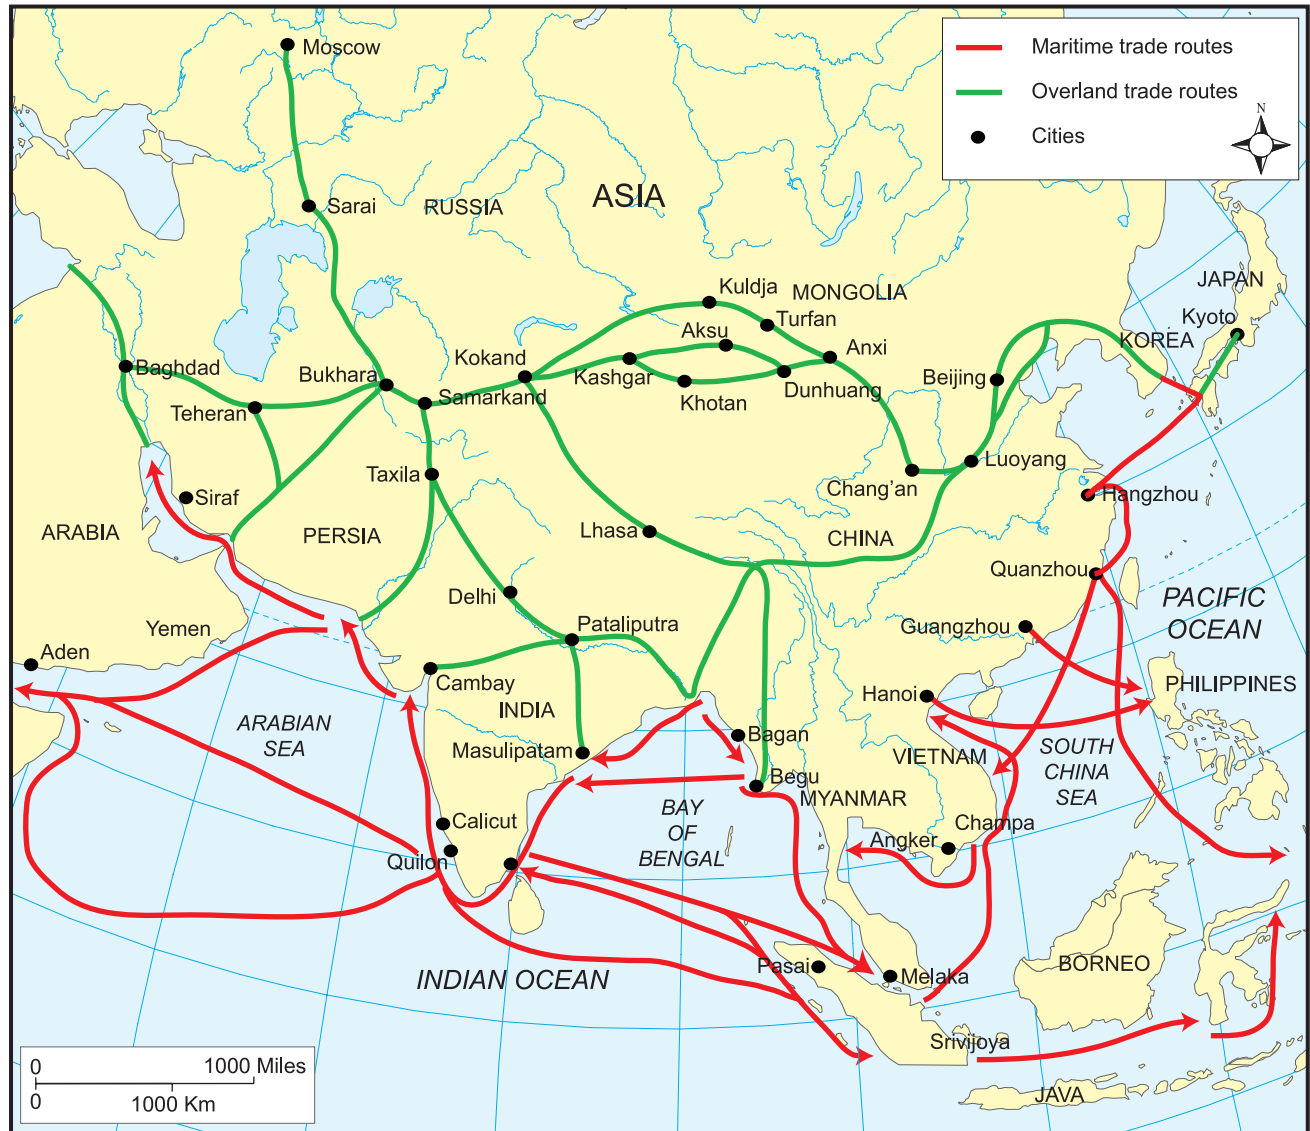 Moscow
Maritime trade routes
Overland trade routes
Cities
N
ASIA
Sarai
RUSSIA
JAPAN
Kuldja
MONGOLIA
Turfan
Kyoto
Aksu
KOREA
Anxi
Kokand
Baghdad
Bukhara
Kashgar
Beijing
Samarkand
Khotan
Dunhuang
Teheran
Taxila
Luoyang
Chang'an
Siraf
Hangzhou
ARABIA
PERSIA
Lhasa
CHINA
Quanzhou
Delhi
PACIFIC
OCEAN
Yemen
Pataliputra
Guangzhou
Aden
Cambay
Hanoi
PHILIPPINES
INDIA
ARABIAN
SEA
Bagan
Masulipatam
VIETNAM
SOUTH
CHINA
SEA
Begu
MYANMAR
BAY
OF
BENGAL
Calicut
Champa
Angker
Quilon
Pasai
Melaka
BORNEO
INDIAN OCEAN
Srivijoya
JAVA
0
1000 Miles
0
1000 Km